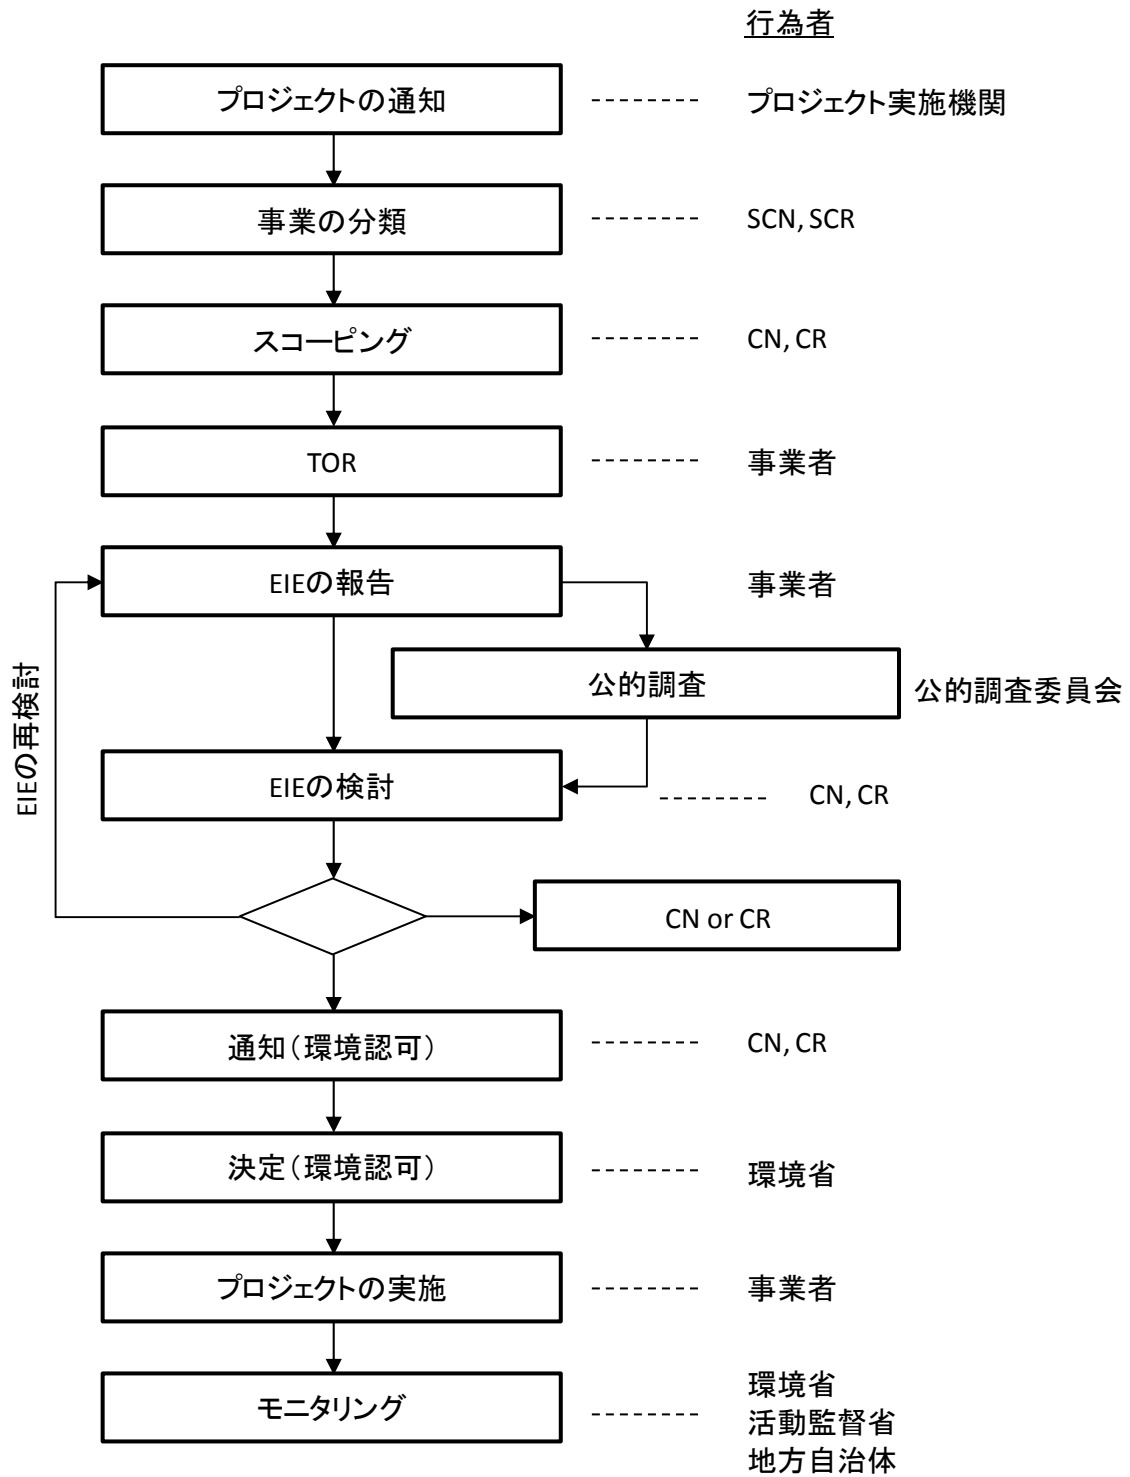 行為者
プロジェクトの通知
プロジェクト実施機関
事業の分類
SCN, SCR
スコーピング
CN, CR
TOR
事業者
EIEの報告
事業者
公的調査
公的調査委員会
EIEの再検討
EIEの検討
CN, CR
CN or CR
通知(環境認可)
CN, CR
決定(環境認可)
環境省
プロジェクトの実施
事業者
モニタリング
環境省
活動監督省
地方自治体